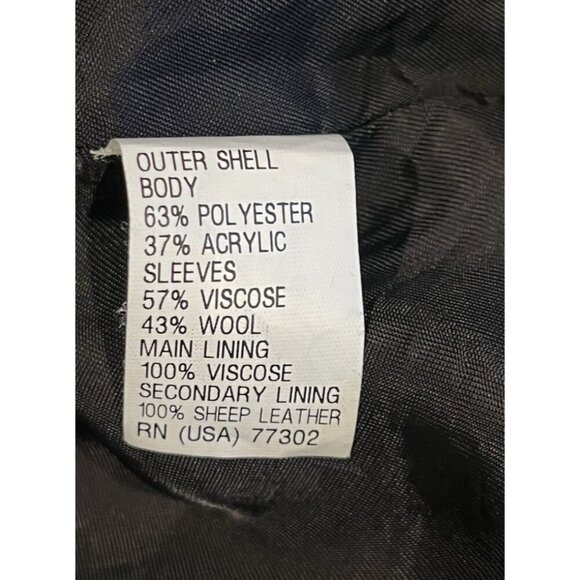 OUTER SHELL
BODY
63% POLYESTER
37% ACRYLIC
SLEEVES
57% VISCOSE
43% WOOL
MAIN LINING
100% VISCOSE
SECONDARY LINING
100% SHEEP LEATHER
RN (USA) 77302